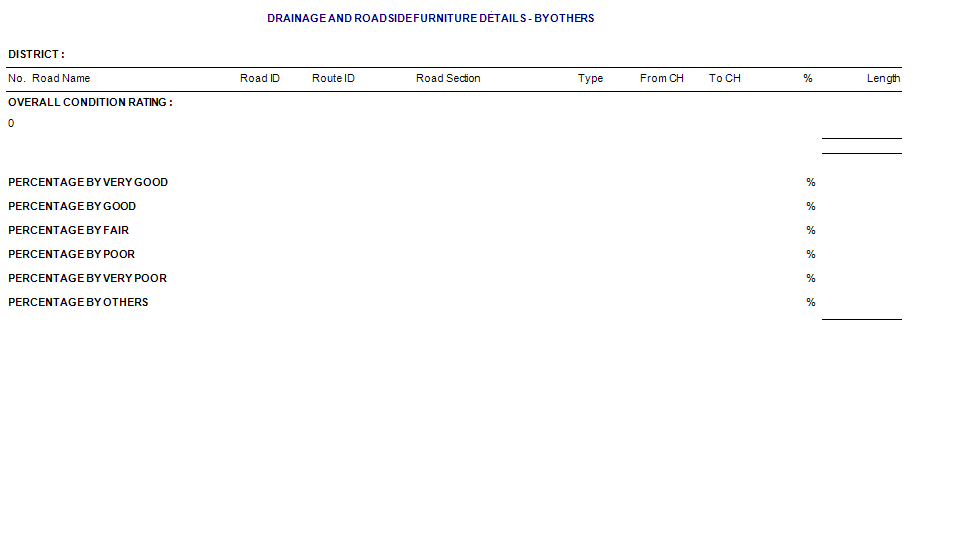 DRAINAGE AND ROADSIDE FURNITURE DETAILS - BY OTHERS
DISTRICT :
No. Road Name Road ID Route ID Road Section Type From CH To CH % Length
OVERALL CONDITION RATING :
0
PERCENTAGE BY VERY GOOD %
PERCENTAGE BY GOOD %
PERCENTAGE BY FAIR %
PERCENTAGE BY POOR %
PERCENTAGE BY VERY POOR %
PERCENTAGE BY OTHERS %